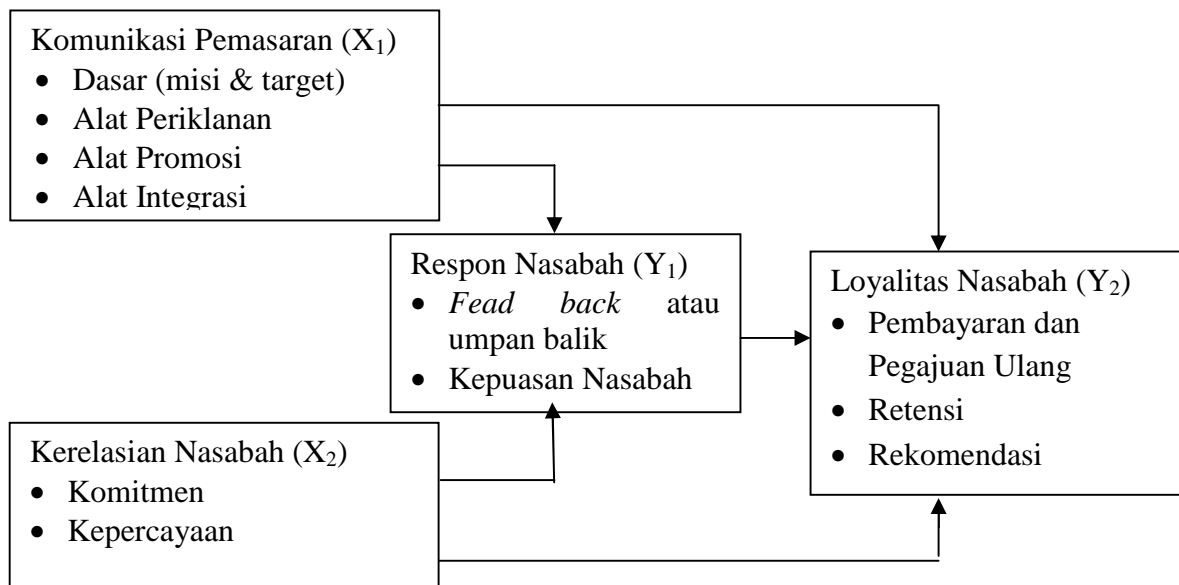 Komunikasi Pemasaran (X₁)
• Dasar (misi & target)
• Alat Periklanan
• Alat Promosi
• Alat Integrasi
Respon Nasabah (Y₁)
• Fead back atau
umpan balik
• Kepuasan Nasabah
Loyalitas Nasabah (Y₂)
• Pembayaran dan
Pegajuan Ulang
• Retensi
• Rekomendasi
Kerelasian Nasabah (X₂)
• Komitmen
• Kepercayaan